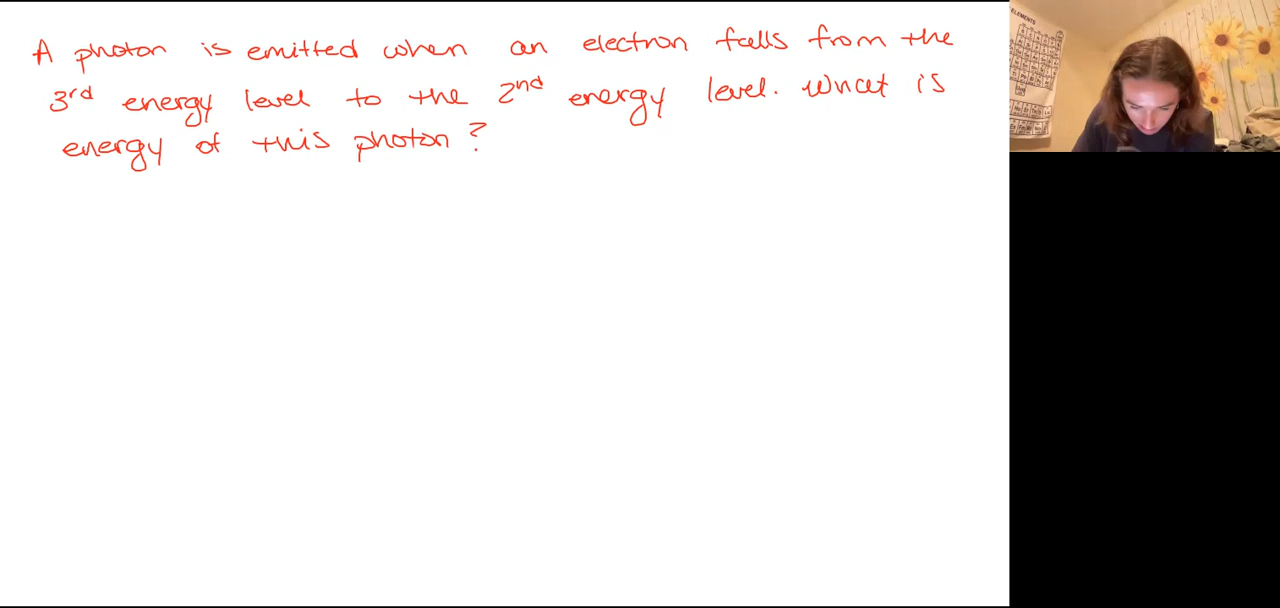 A photon is emitted when an electron falls from the
3rd energy level to the 2nd energy level. What is
energy of this photon?
ELEMENTS